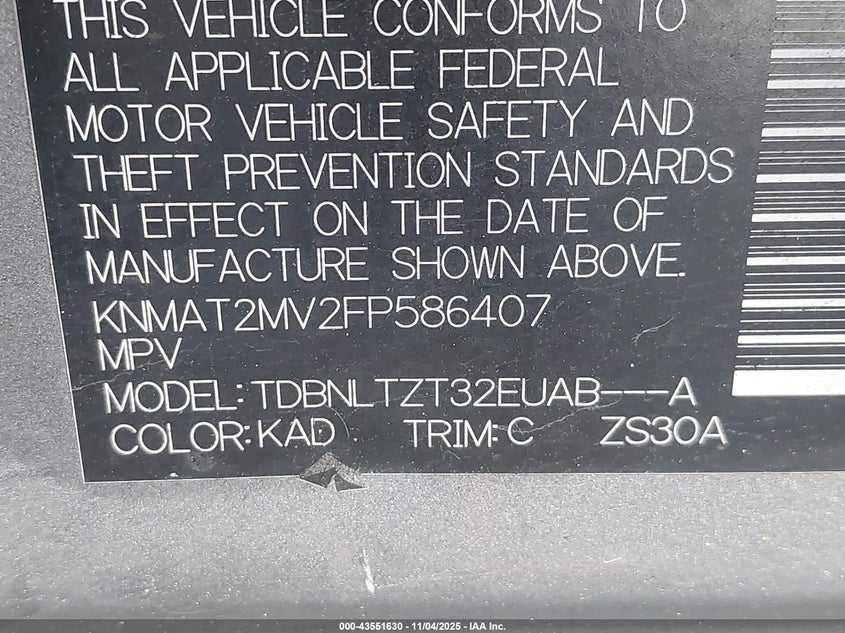 THIS VEHICLE CONFORMS TO
ALL APPLICABLE FEDERAL
MOTOR VEHICLE SAFETY AND
THEFT PREVENTION STANDARDS
IN EFFECT ON THE DATE OF
MANUFACTURE SHOWN ABOVE.
KNMAT2MV2FP586407
MPV
MODEL: TDBNLTZT32EUAB---A
COLOR: KAD TRIM: C ZS30A
000-43551630 - 11/04/2025 - IAA Inc.